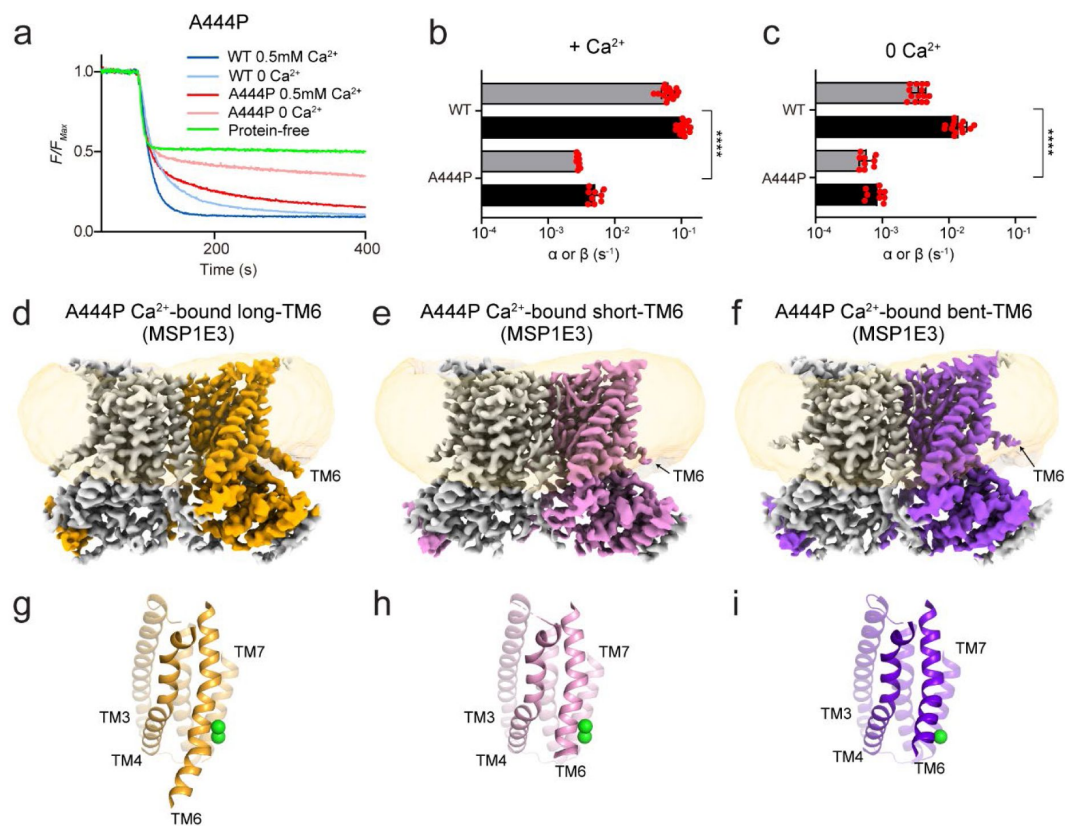 a
A444P
WT 0.5mM Ca²⁺
WT 0 Ca²⁺
A444P 0.5mM Ca²⁺
A444P 0 Ca²⁺
Protein-free
F/F_Max
1.0
0.5
0.0
200
400
Time (s)
b
+ Ca²⁺
WT
A444P
****
10⁻⁴
10⁻³
10⁻²
10⁻¹
α or β (s⁻¹)
c
0 Ca²⁺
WT
A444P
****
10⁻⁴
10⁻³
10⁻²
10⁻¹
α or β (s⁻¹)
d
A444P Ca²⁺-bound long-TM6
(MSP1E3)
TM6
e
A444P Ca²⁺-bound short-TM6
(MSP1E3)
TM6
f
A444P Ca²⁺-bound bent-TM6
(MSP1E3)
TM6
g
TM7
TM3
TM4
TM6
h
TM7
TM3
TM4
TM6
i
TM7
TM3
TM4
TM6